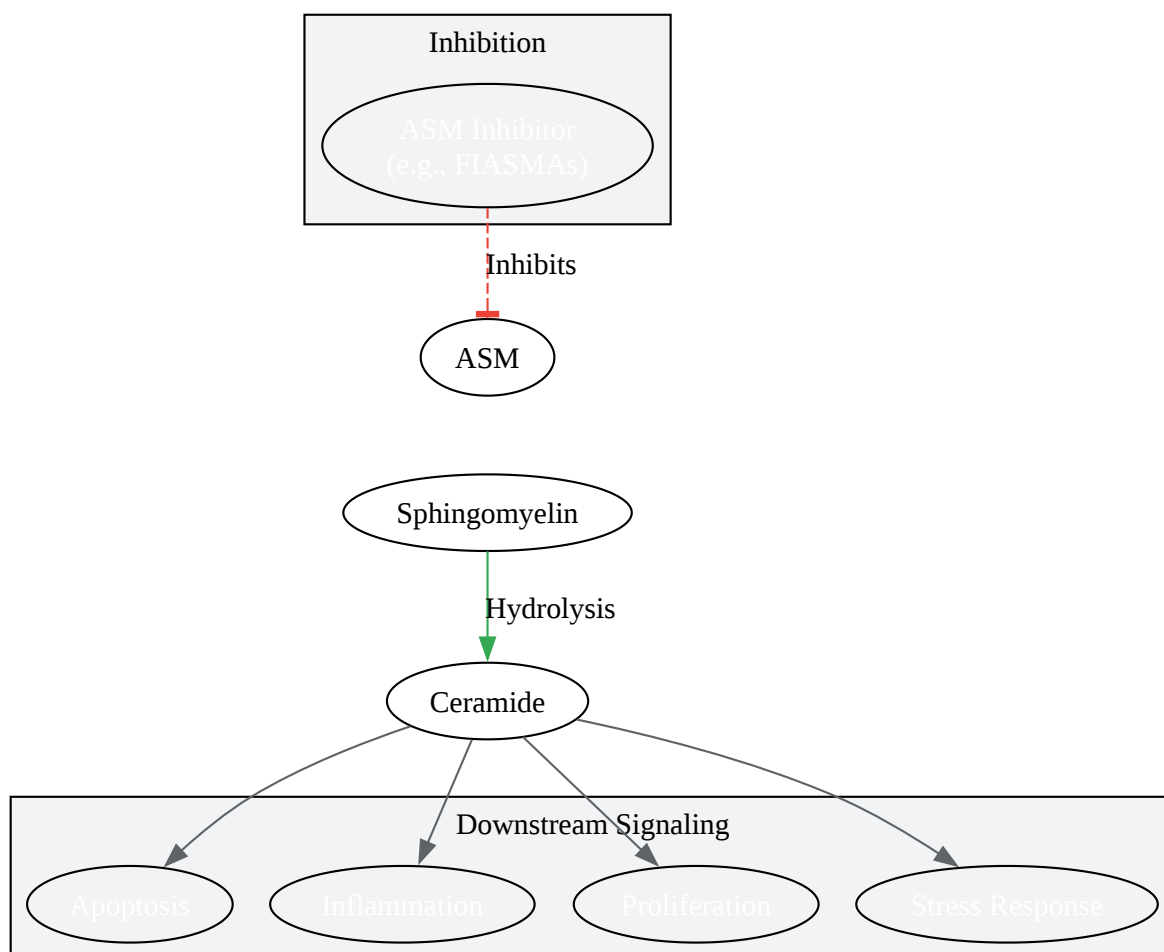 Inhibition
ASM Inhibitor
(e.g., FIASMAs)
Inhibits
ASM
Sphingomyelin
Hydrolysis
Ceramide
Downstream Signaling
Apoptosis
Inflammation
Proliferation
Stress Response